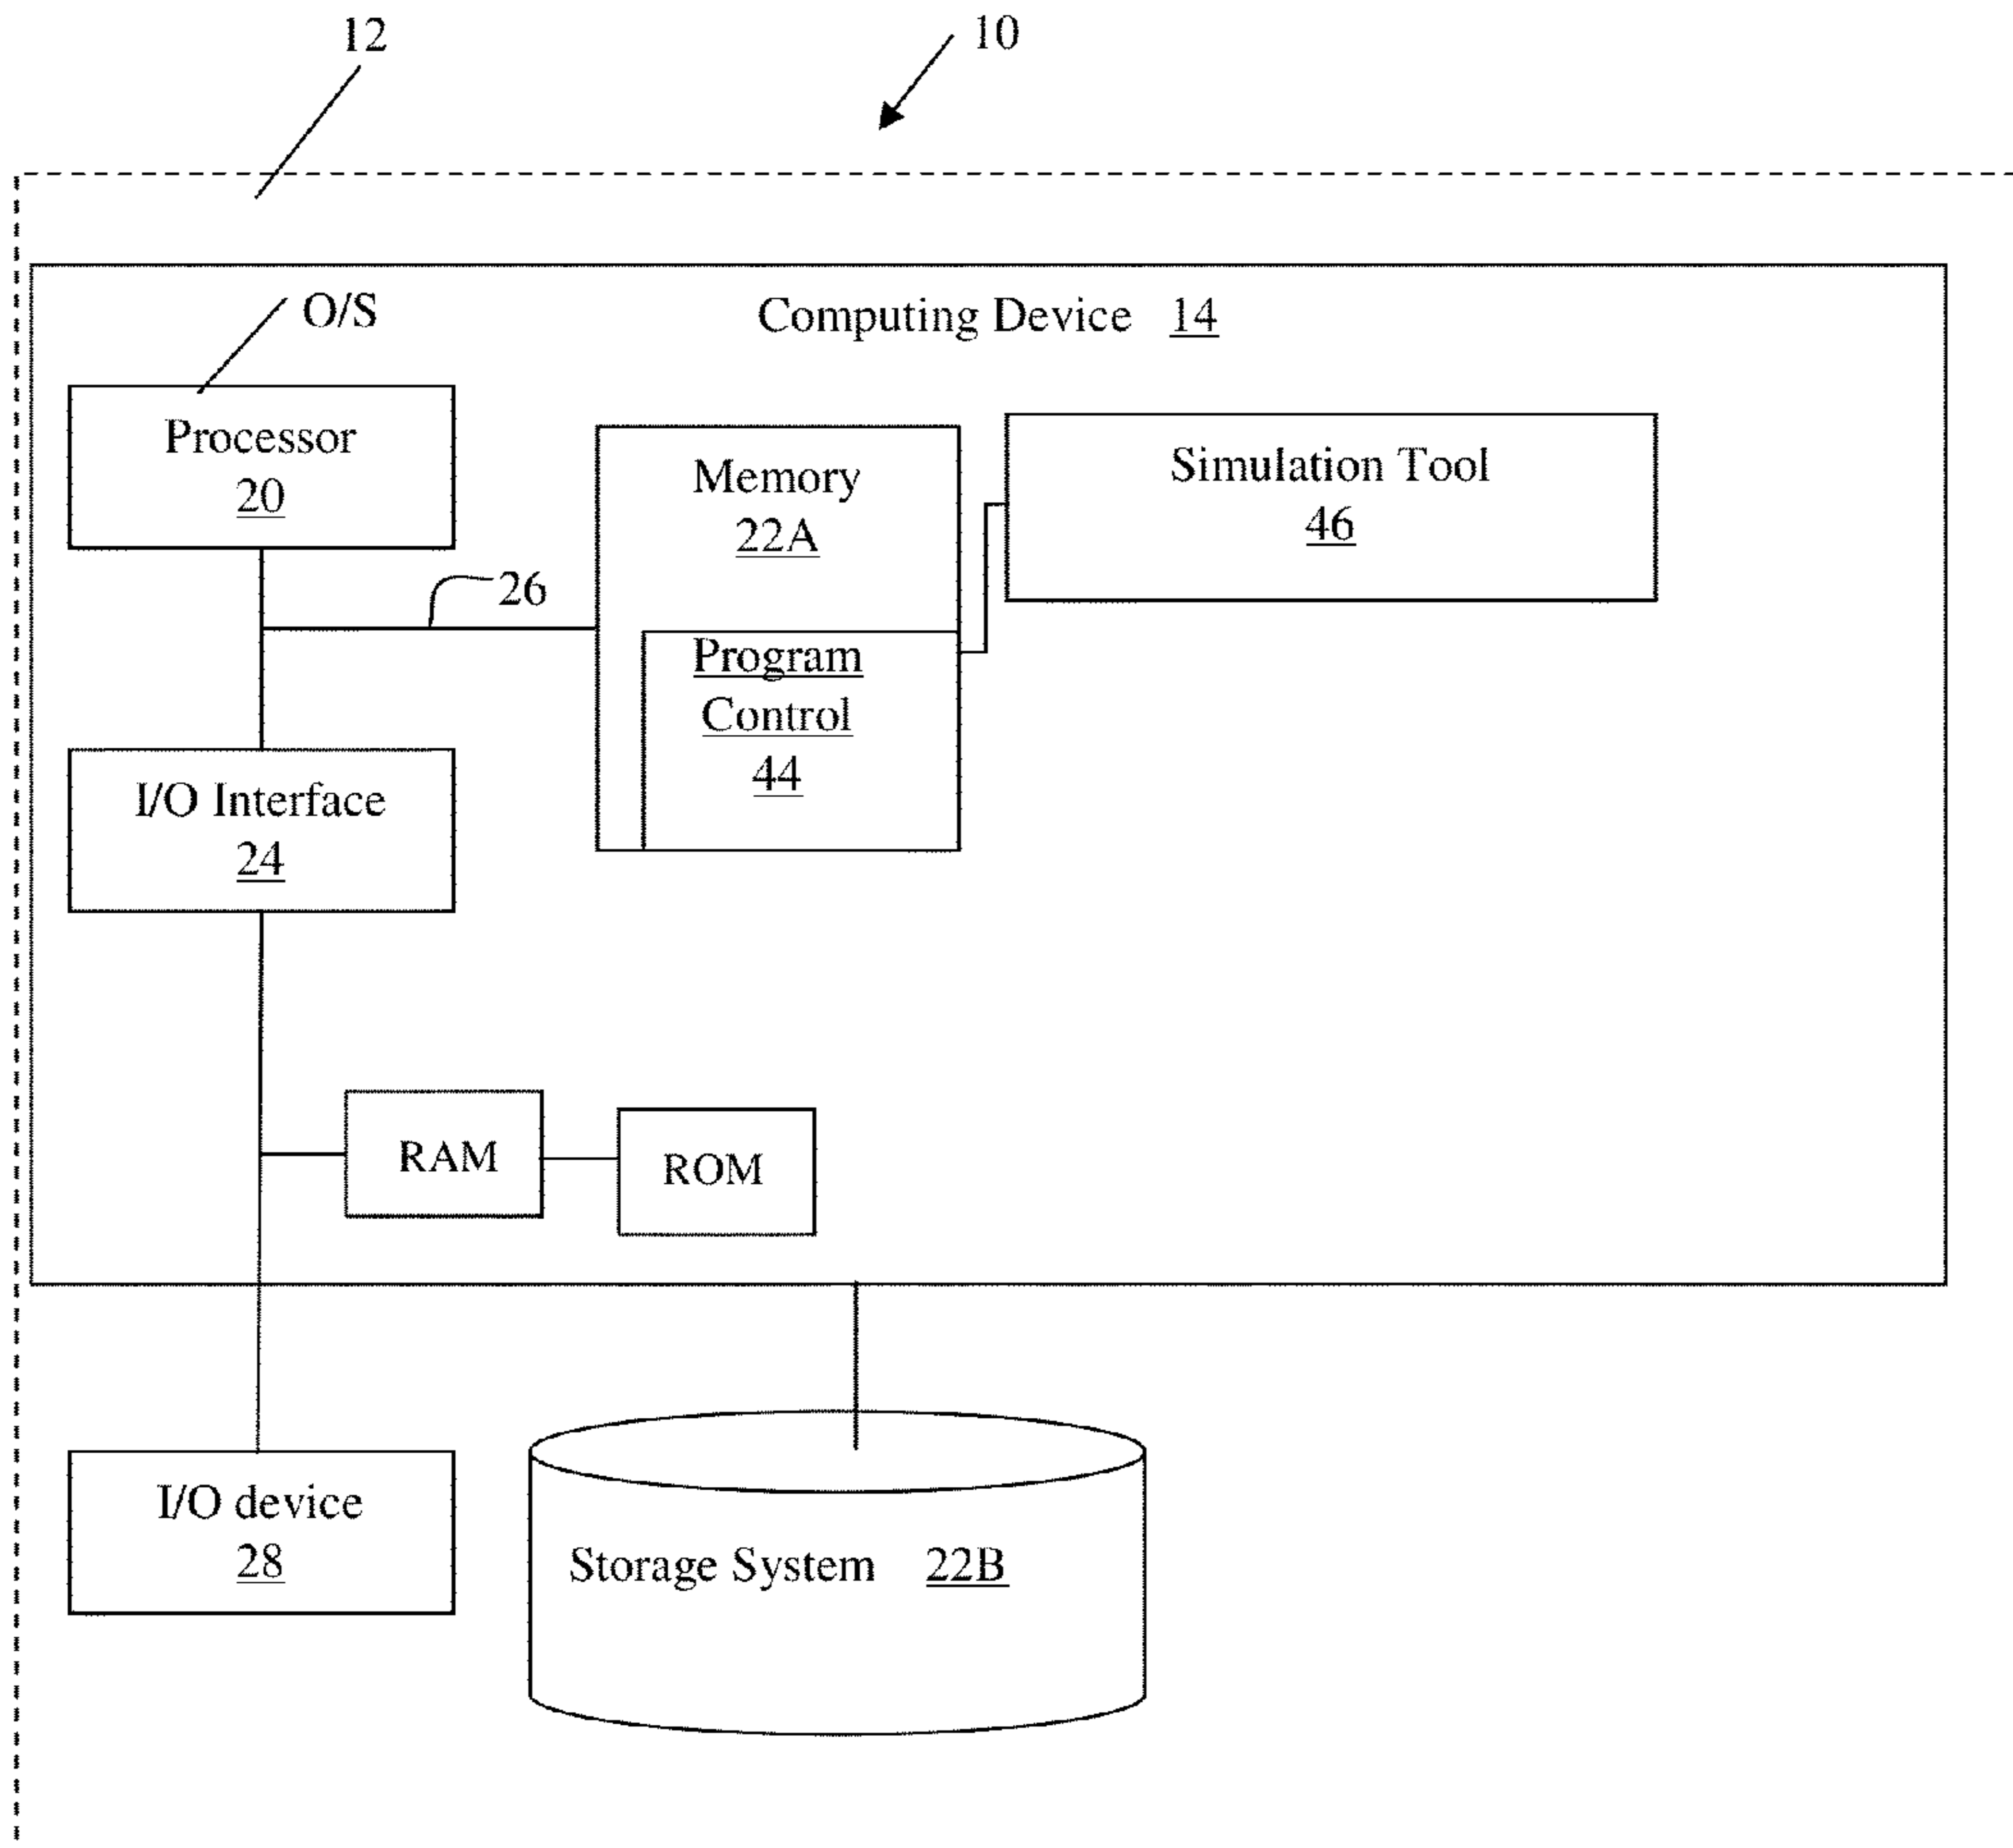 12
10
O/S
Computing Device 14
Processor
20
Memory
22A
Simulation Tool
46
26
Program
Control
44
I/O Interface
24
RAM
ROM
I/O device
28
Storage System 22B